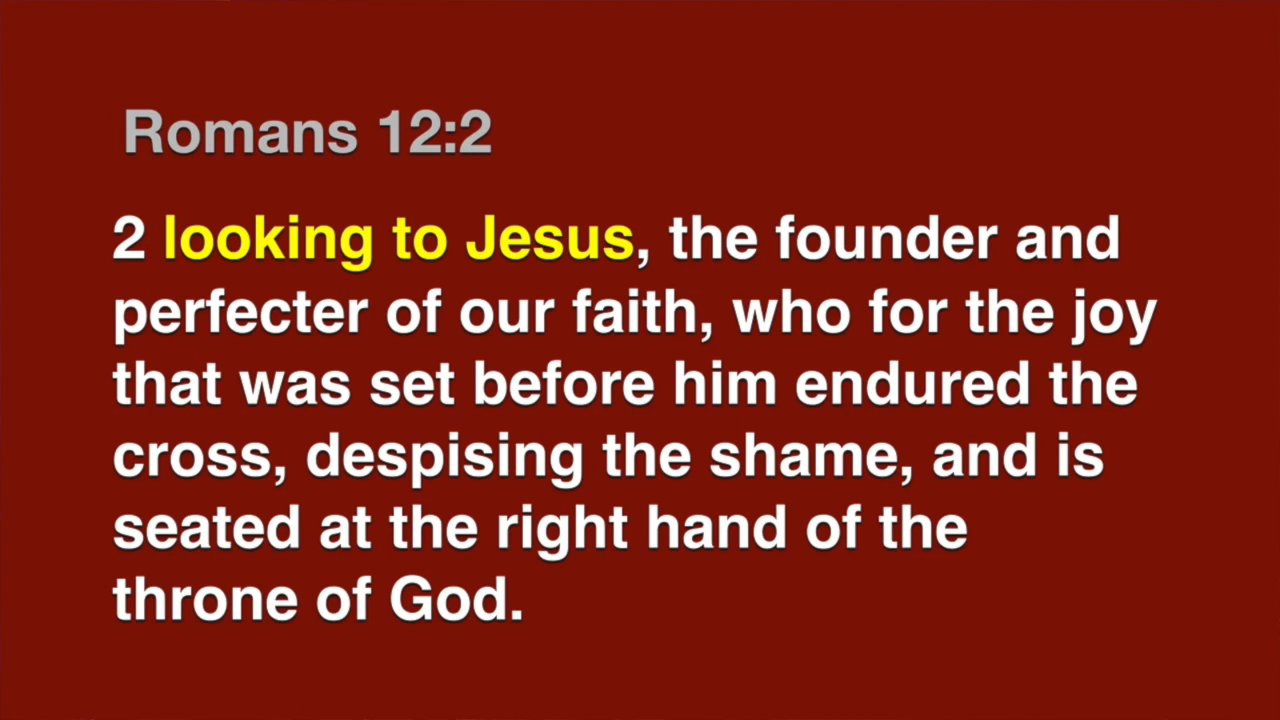 Romans 12:2
2 looking to Jesus, the founder and
perfecter of our faith, who for the joy
that was set before him endured the
cross, despising the shame, and is
seated at the right hand of the
throne of God.